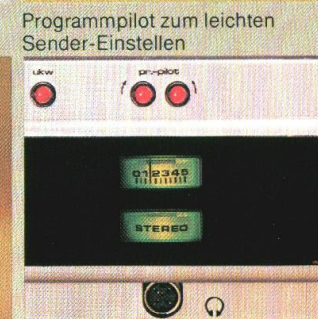 Programmpilot zum leichten
Sender-Einstellen
ukw
pr.-pilot
012345
STEREO